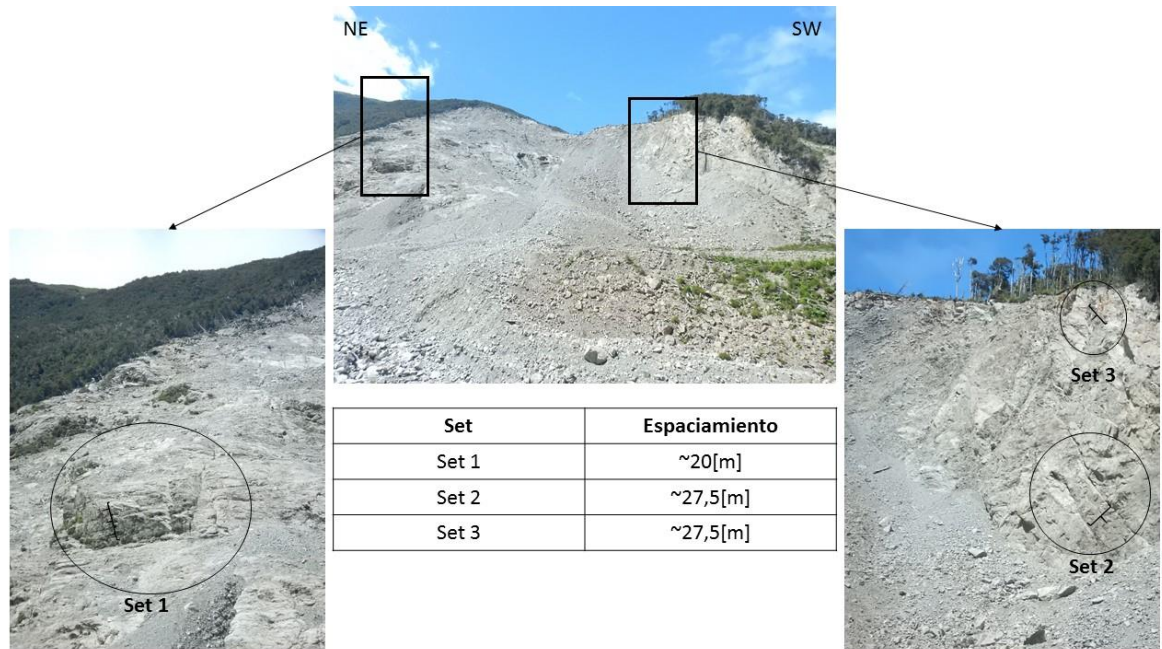 NE
SW
Set Espaciamiento
Set 1 ~20[m]
Set 2 ~27,5[m]
Set 3 ~27,5[m]
Set 1
Set 3
Set 2